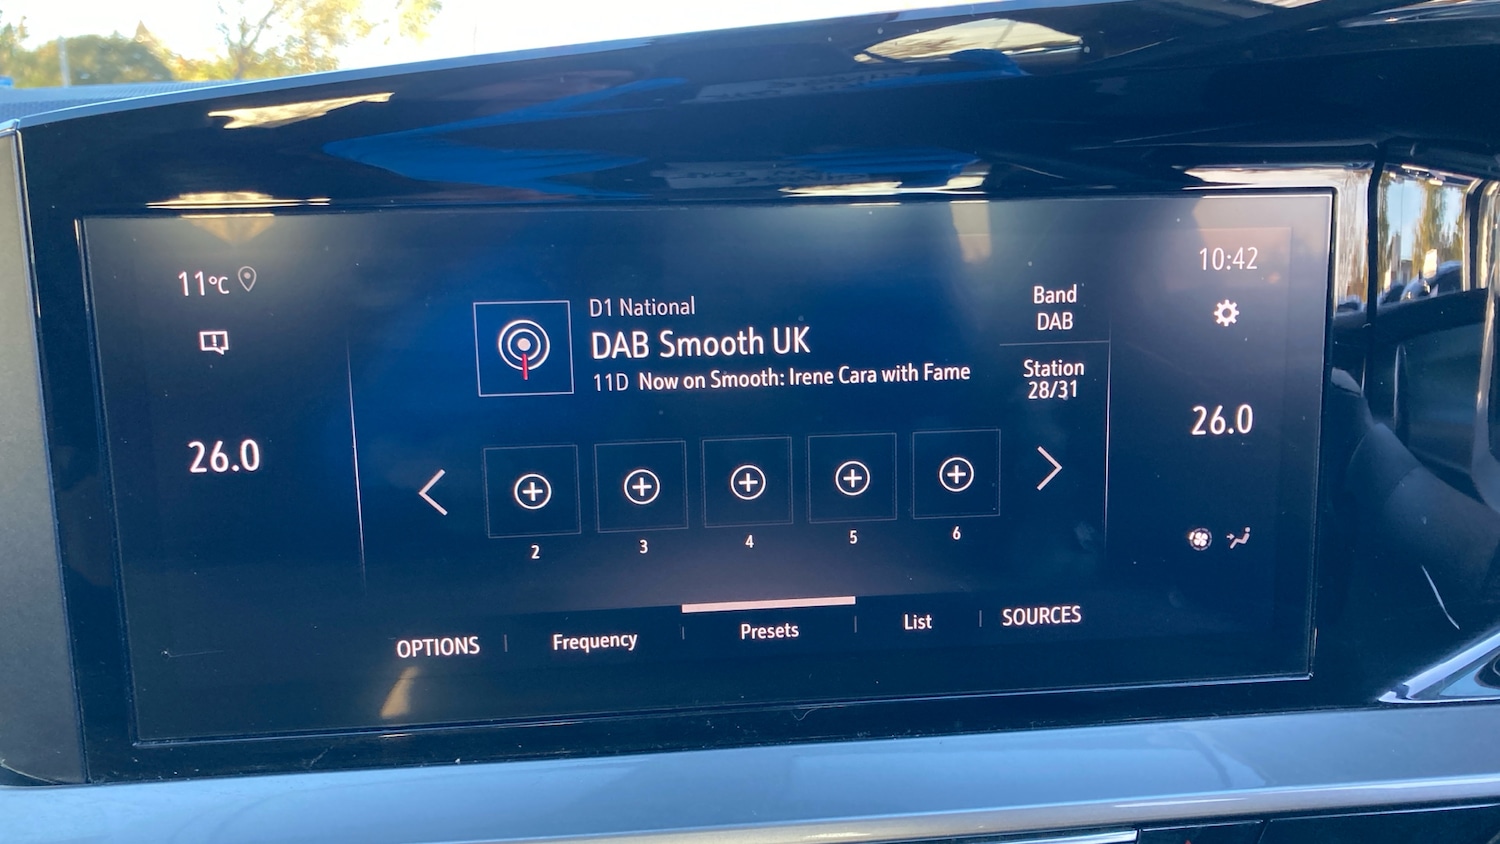 11°C
10:42
D1 National
DAB Smooth UK
11D Now on Smooth: Irene Cara with Fame
Band
DAB
Station
28/31
26.0
26.0
2
3
4
5
6
OPTIONS
Frequency
Presets
List
SOURCES